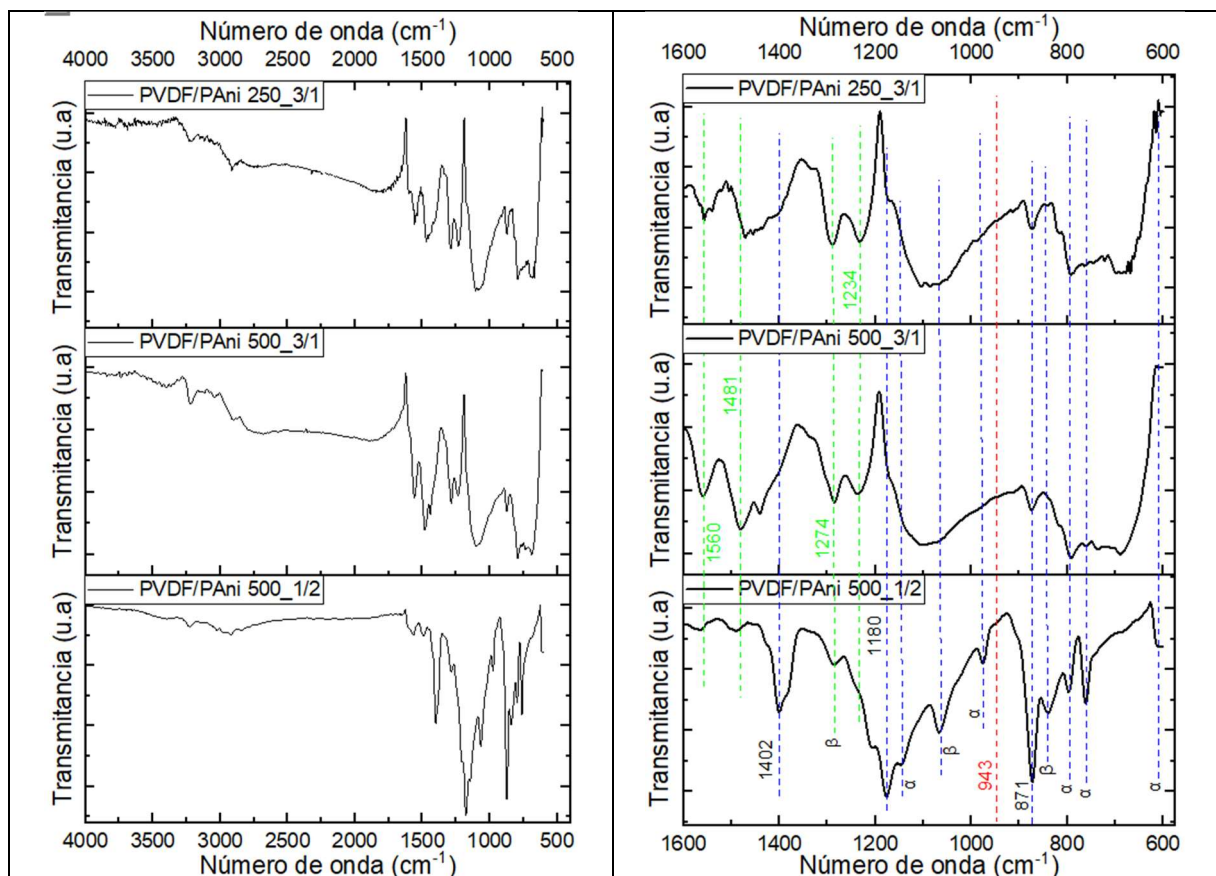 Número de onda (cm-1)
4000 3500 3000 2500 2000 1500 1000 500
PVDF/PAni 250_3/1
Transmitancia (u.a)
PVDF/PAni 500_3/1
Transmitancia (u.a)
PVDF/PAni 500_1/2
Transmitancia (u.a)
4000 3500 3000 2500 2000 1500 1000 500
Número de onda (cm-1)
Número de onda (cm-1)
1600 1400 1200 1000 800 600
PVDF/PAni 250_3/1
Transmitancia (u.a)
1234
PVDF/PAni 500_3/1
Transmitancia (u.a)
1560
1481
1274
PVDF/PAni 500_1/2
Transmitancia (u.a)
1402
β
1180
α
β
α
943
871
β
α
α
α
1600 1400 1200 1000 800 600
Número de onda (cm-1)